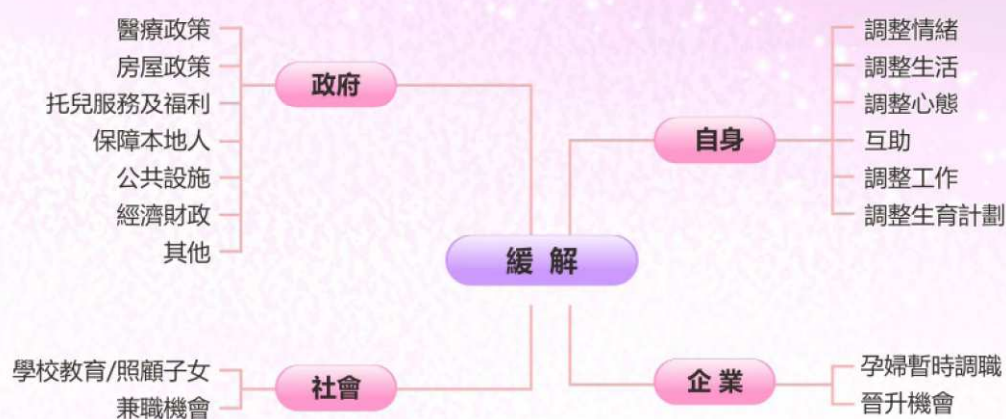 醫療政策
房屋政策
托兒服務及福利
保障本地人
公共設施
經濟財政
其他
政府
調整情緒
調整生活
調整心態
互助
調整工作
調整生育計劃
自身
緩解
學校教育/照顧子女
兼職機會
社會
企業
孕婦暫時調職
晉升機會